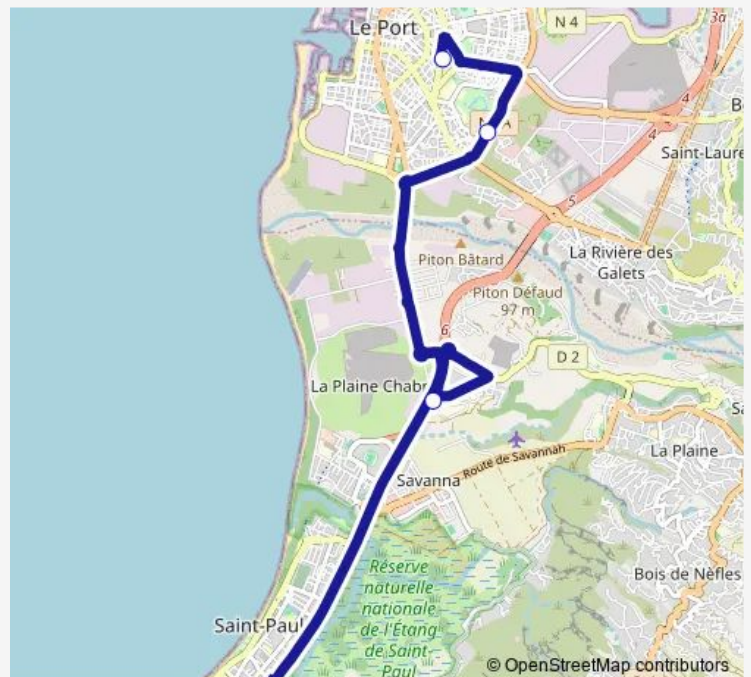 Le Port
N 4
3a
4
4
Saint-Laure
5
La Rivière des
Galets
Piton Bâtard
Piton Défaud
97 m
6
D 2
La Plaine Chab
Route de Savannah
La Plaine
Savanna
Bois de Nèfles
Réserve
naturelle
nationale
de l'Étang
de Saint-
Paul
Saint-Paul
© OpenStreetMap contributors